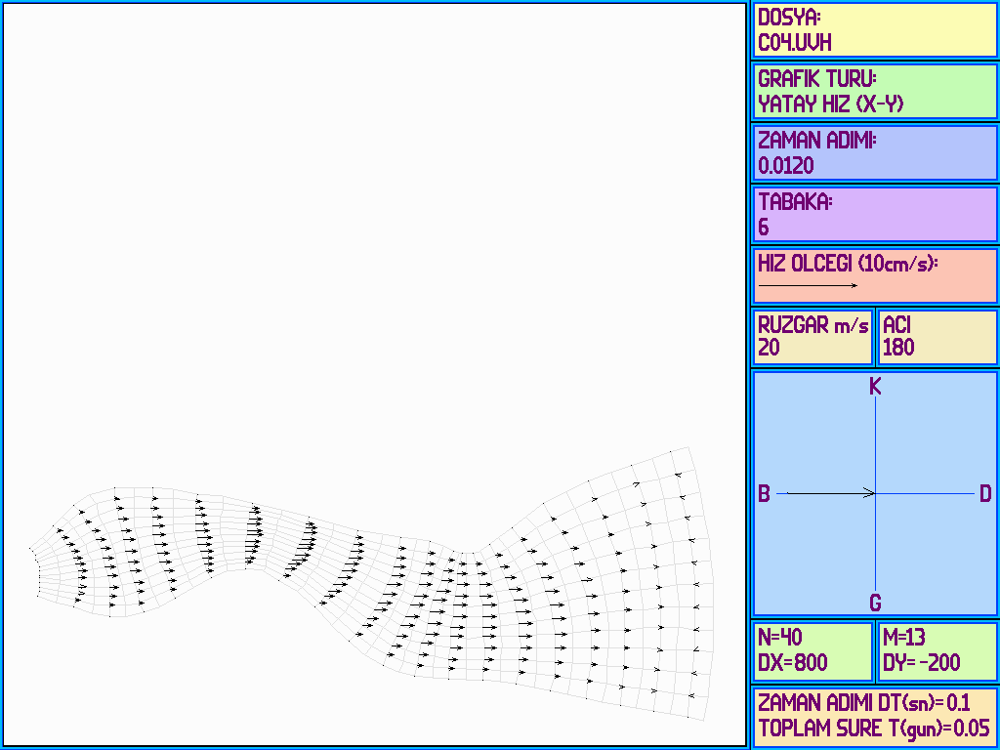 DOSYA:
C04.UVH
GRAFIK TURU:
YATAY HIZ (X-Y)
ZAMAN ADIMI:
0.0120
TABAKA:
6
HIZ OLCEGI (10cm/s):
RUZGAR m/s
20
ACI
180
K
B
D
G
N=40
DX=800
M=13
DY=-200
ZAMAN ADIMI DT(sn)=0.1
TOPLAM SURE T(gun)=0.05